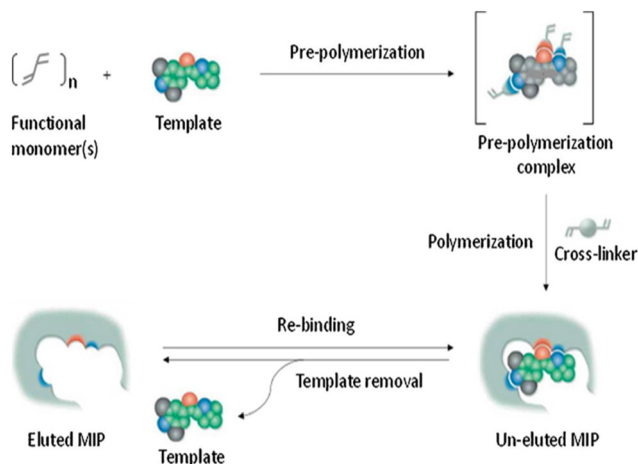 Pre-polymerization
n
+
Functional
monomer(s)
Template
Pre-polymerization
complex
Polymerization
Cross-linker
Re-binding
Template removal
Eluted MIP
Template
Un-eluted MIP